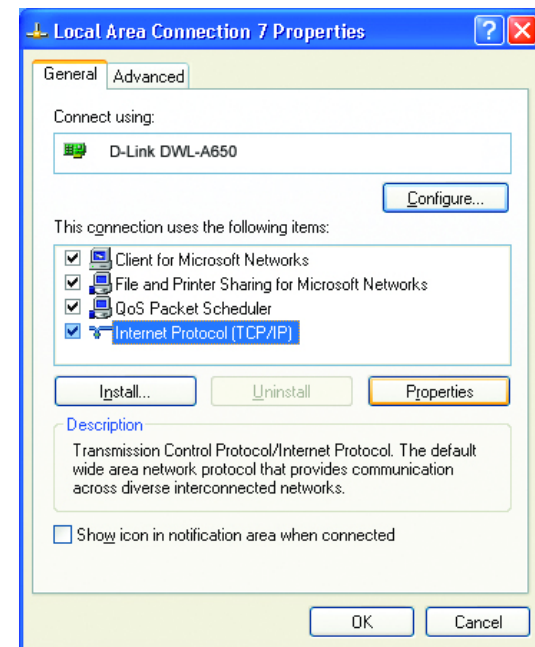 Local Area Connection 7 Properties
General Advanced
Connect using:
D-Link DWL-A650
Configure...
This connection uses the following items:
Client for Microsoft Networks
File and Printer Sharing for Microsoft Networks
QoS Packet Scheduler
Internet Protocol (TCP/IP)
Install... Uninstall Properties
Description
Transmission Control Protocol/Internet Protocol. The default
wide area network protocol that provides communication
across diverse interconnected networks.
Show icon in notification area when connected
OK Cancel